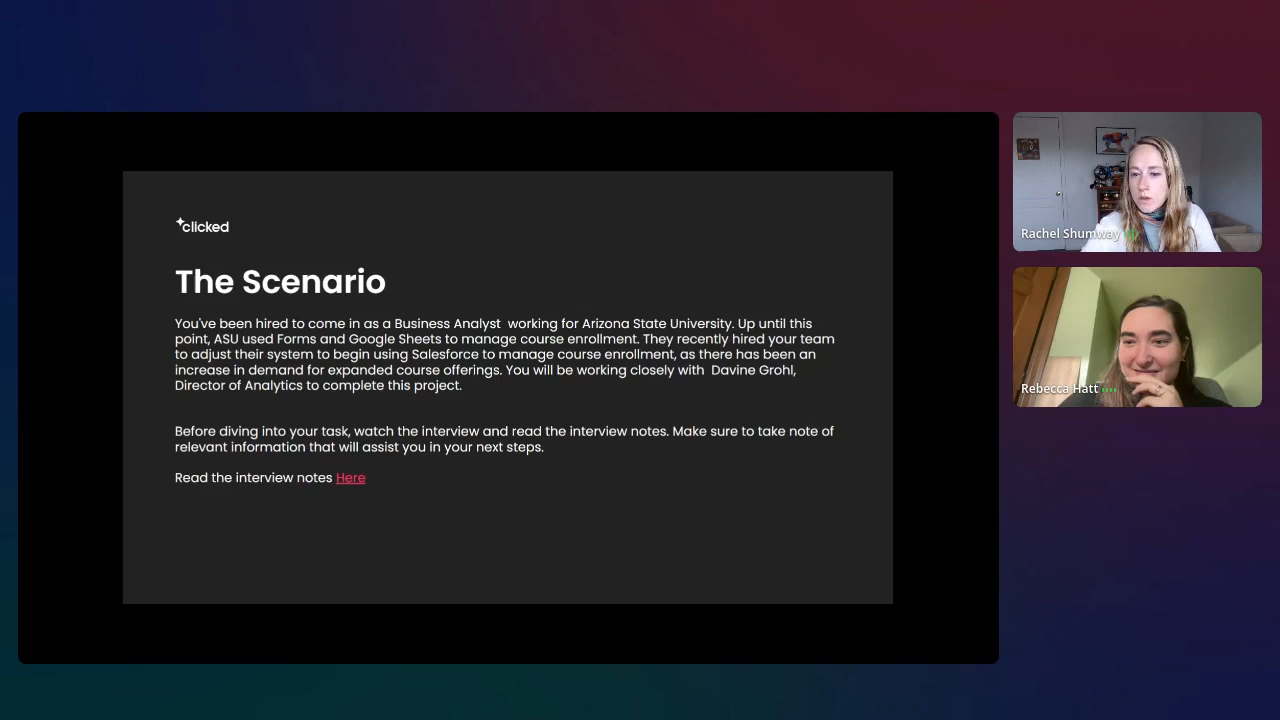 clicked
The Scenario
You've been hired to come in as a Business Analyst working for Arizona State University. Up until this
point, ASU used Forms and Google Sheets to manage course enrollment. They recently hired your team
to adjust their system to begin using Salesforce to manage course enrollment, as there has been an
increase in demand for expanded course offerings. You will be working closely with Davine Grohl,
Director of Analytics to complete this project.
Before diving into your task, watch the interview and read the interview notes. Make sure to take note of
relevant information that will assist you in your next steps.
Read the interview notes Here
Rachel Shumway
Rebecca Hatt